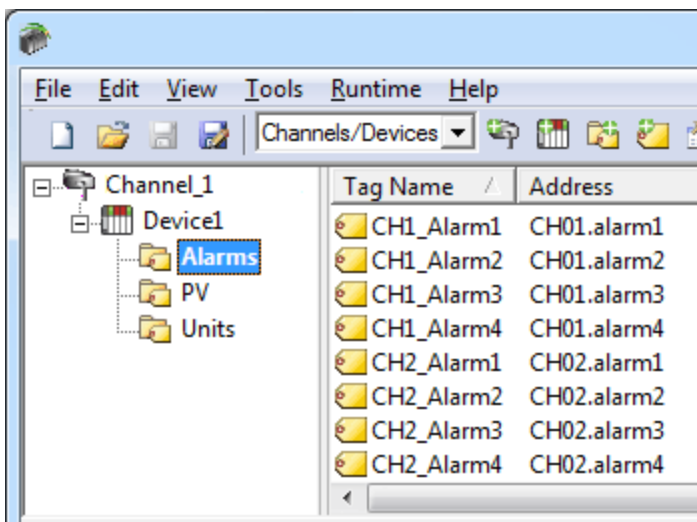 File Edit View Tools Runtime Help
Channels/Devices
Channel_1
Device1
Alarms
PV
Units
Tag Name Address
CH1_Alarm1 CH01.alarm1
CH1_Alarm2 CH01.alarm2
CH1_Alarm3 CH01.alarm3
CH1_Alarm4 CH01.alarm4
CH2_Alarm1 CH02.alarm1
CH2_Alarm2 CH02.alarm2
CH2_Alarm3 CH02.alarm3
CH2_Alarm4 CH02.alarm4